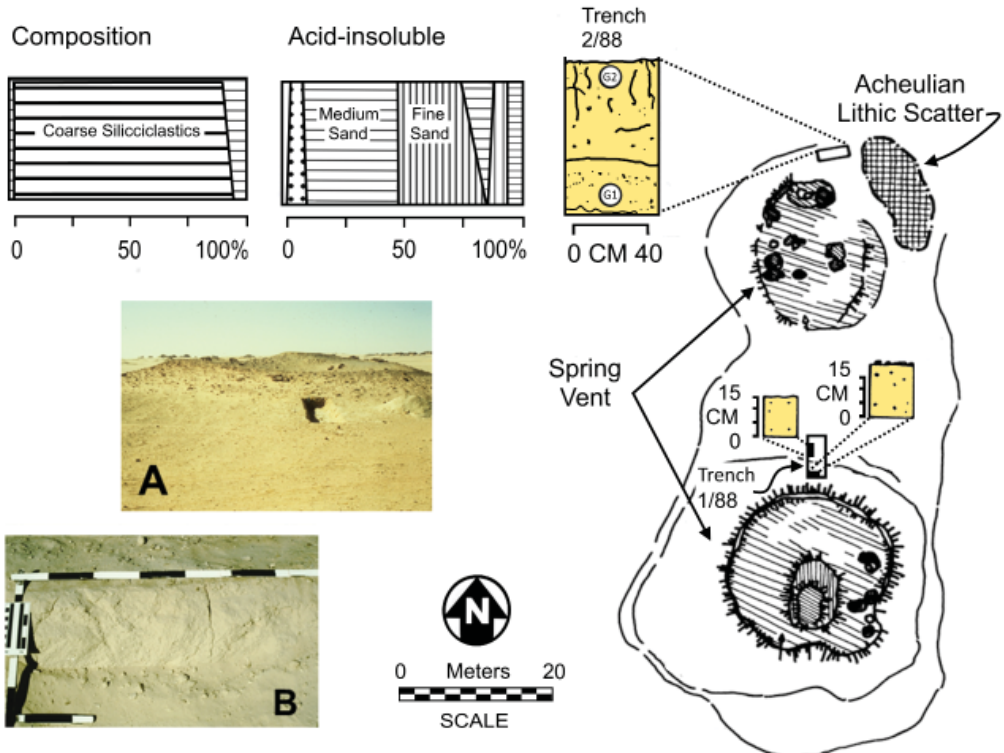 Composition
Coarse Silicciclastics
0 50 100%
Acid-insoluble
Medium
Sand
Fine
Sand
0 50 100%
Trench
2/88
G2
G1
0 CM 40
Acheulian
Lithic Scatter
Spring
Vent
15
CM
0
15
CM
0
Trench
1/88
A
B
N
0 Meters 20
SCALE